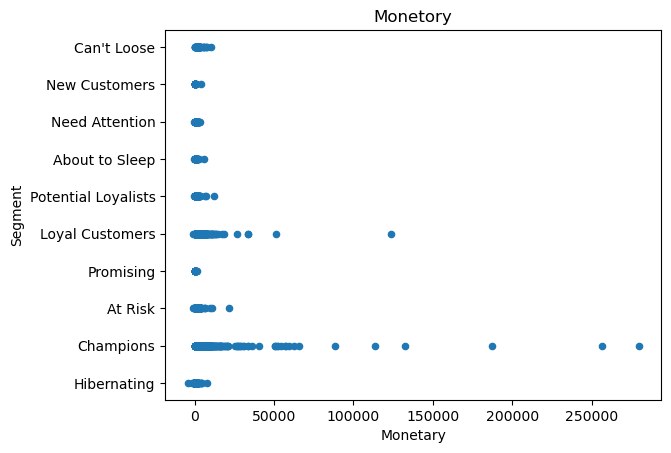 Monetory
Can't Loose
New Customers
Need Attention
About to Sleep
Potential Loyalists
Loyal Customers
Promising
At Risk
Champions
Hibernating
Segment
0 50000 100000 150000 200000 250000
Monetary